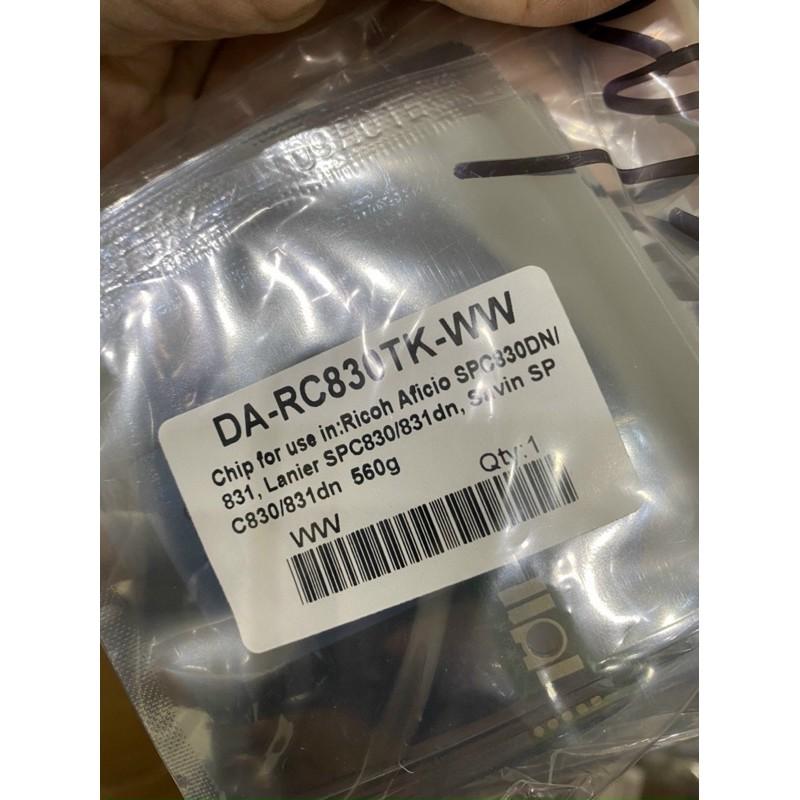 DA-RC830TK-WW
Chip for use in:Ricoh Aficio SPC830DN/
831, Lanier SPC830/831dn, Savin SP
C830/831dn 560g
Qty:1
WW